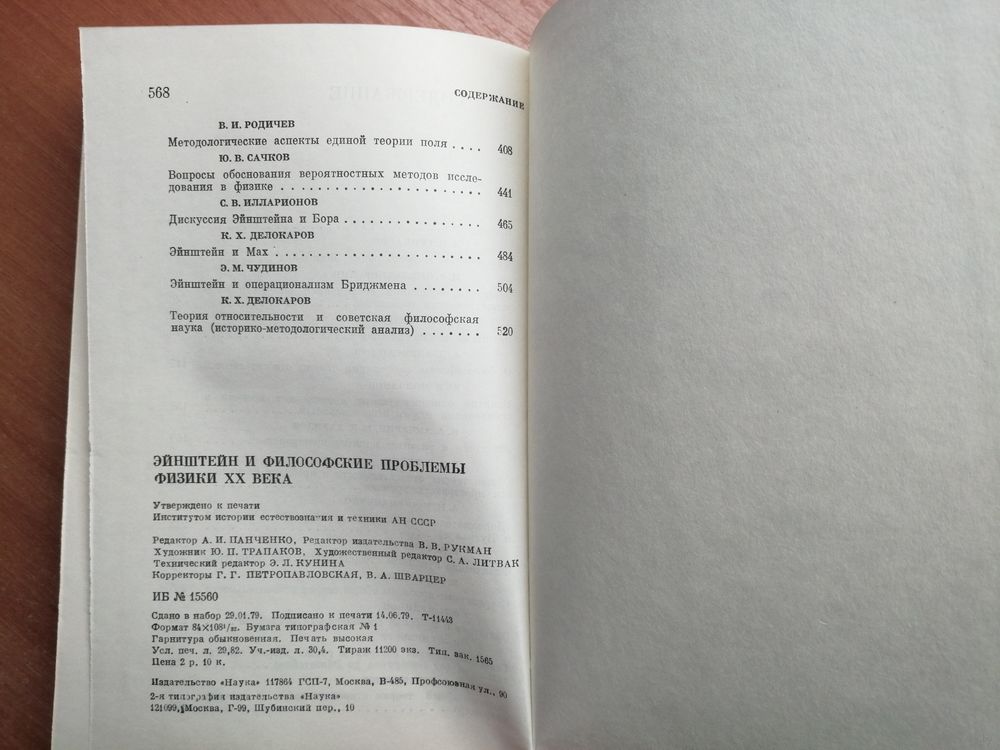 568
СОДЕРЖАНИЕ
В. И. РОДИЧЕВ
Методологические аспекты единой теории поля . . . . 408
Ю. В. САЧКОВ
Вопросы обоснования вероятностных методов иссле-
дования в физике . . . . . . . . . . . . . . . . . . . . . . 441
С. В. ИЛЛАРИОНОВ
Дискуссия Эйнштейна и Бора . . . . . . . . . . . . . . . . 465
К. Х. ДЕЛОКАРОВ
Эйнштейн и Мах . . . . . . . . . . . . . . . . . . . . . . . 484
Э. М. ЧУДИНОВ
Эйнштейн и операционализм Бриджмена . . . . . . . . 504
К. Х. ДЕЛОКАРОВ
Теория относительности и советская философская
наука (историко-методологический анализ) . . . . . . . 520
ЭЙНШТЕЙН И ФИЛОСОФСКИЕ ПРОБЛЕМЫ
ФИЗИКИ XX ВЕКА
Утверждено к печати
Институтом истории естествознания и техники АН СССР
Редактор А. И. ПАНЧЕНКО, Редактор издательства В. В. РУКМАН
Художник Ю. П. ТРАПАКОВ, Художественный редактор С. А. ЛИТВАК
Технический редактор Э. Л. КУНИНА
Корректоры Г. Г. ПЕТРОПАВЛОВСКАЯ, В. А. ШВАРЦЕР
ИБ № 15560
Сдано в набор 29.01.79. Подписано к печати 14.06.79. Т-11443
Формат 84×108¹/₃₂. Бумага типографская № 1
Гарнитура обыкновенная. Печать высокая
Усл. печ. л. 29,82. Уч.-изд. л. 30,4. Тираж 11200 экз. Тип. зак. 1565
Цена 2 р. 10 к.
Издательство «Наука» 117864 ГСП-7, Москва, В-485, Профсоюзная ул., 90
2-я типография издательства «Наука»
121099, Москва, Г-99, Шубинский пер., 10